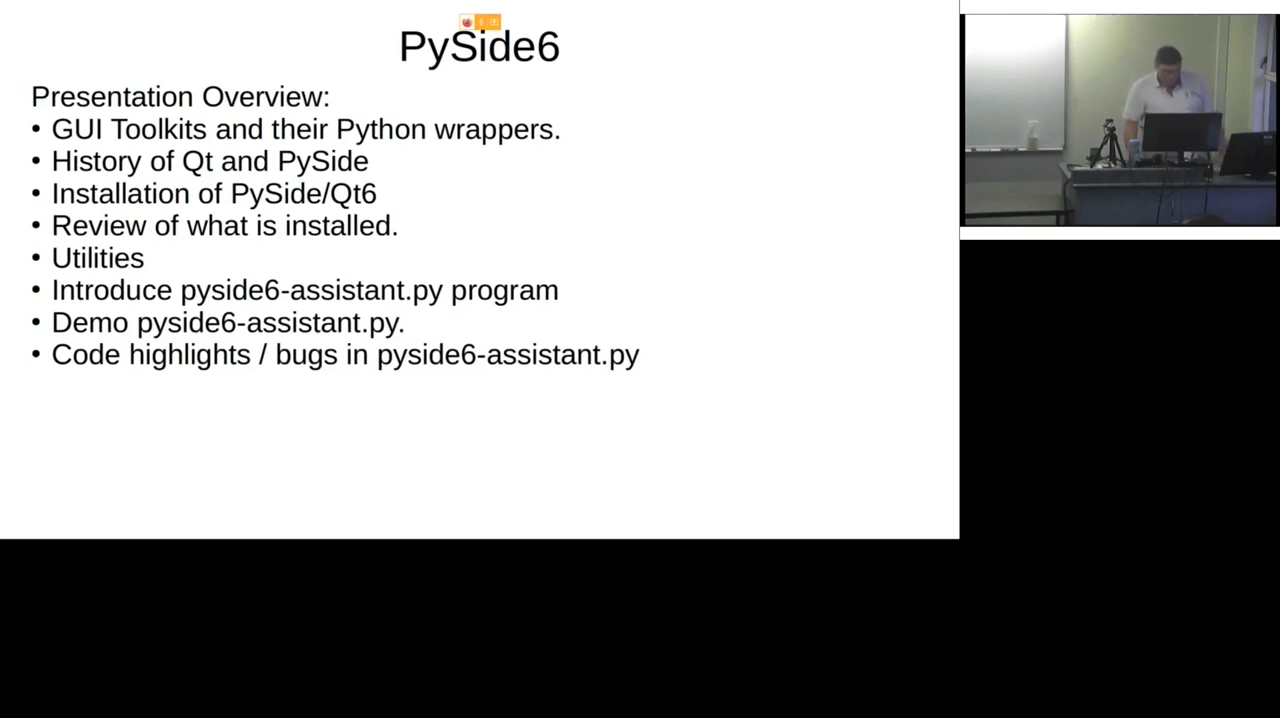 PySide6
Presentation Overview:
• GUI Toolkits and their Python wrappers.
• History of Qt and PySide
• Installation of PySide/Qt6
• Review of what is installed.
• Utilities
• Introduce pyside6-assistant.py program
• Demo pyside6-assistant.py.
• Code highlights / bugs in pyside6-assistant.py